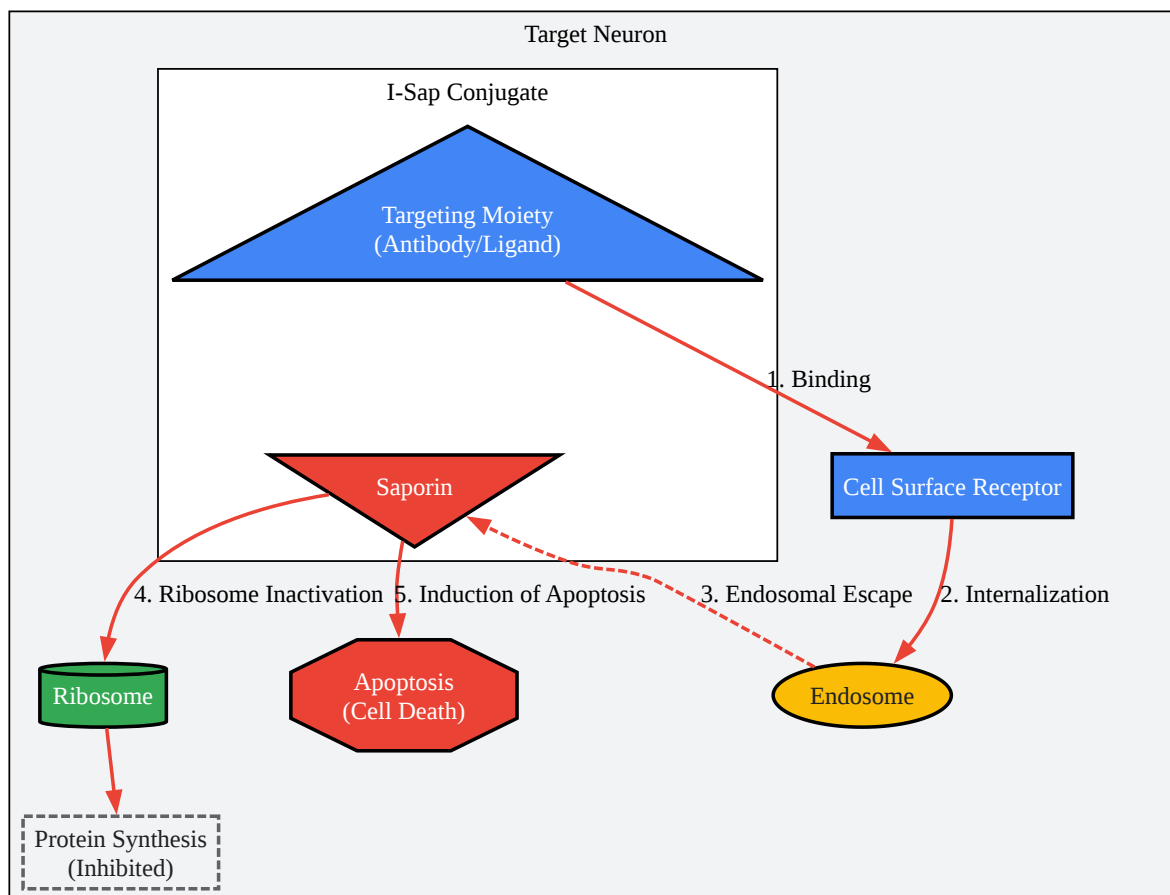 Target Neuron
I-Sap Conjugate
Targeting Moiety
(Antibody/Ligand)
1. Binding
Saporin
Cell Surface Receptor
4. Ribosome Inactivation
5. Induction of Apoptosis
3. Endosomal Escape
2. Internalization
Ribosome
Apoptosis
(Cell Death)
Endosome
Protein Synthesis
(Inhibited)